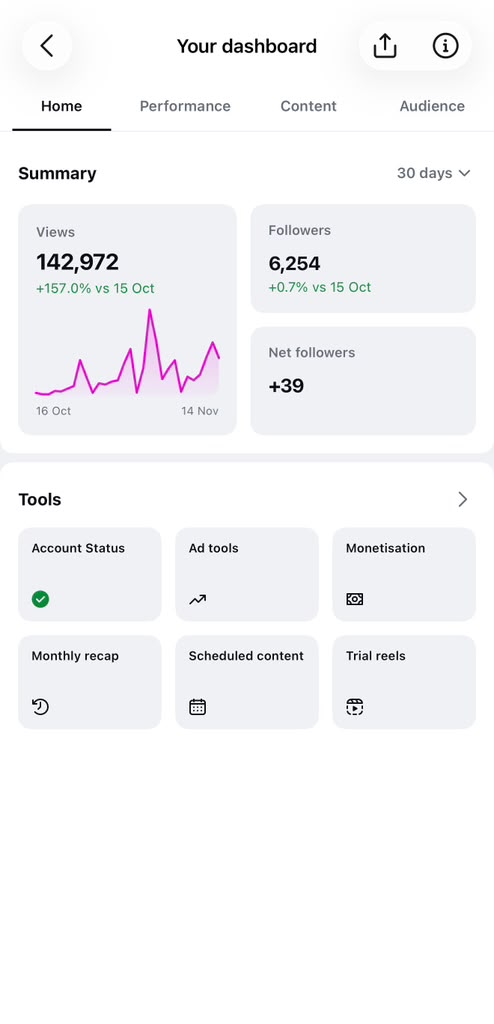 Your dashboard
Home
Performance
Content
Audience
Summary
30 days
Views
142,972
+157.0% vs 15 Oct
16 Oct
14 Nov
Followers
6,254
+0.7% vs 15 Oct
Net followers
+39
Tools
Account Status
Ad tools
Monetisation
Monthly recap
Scheduled content
Trial reels